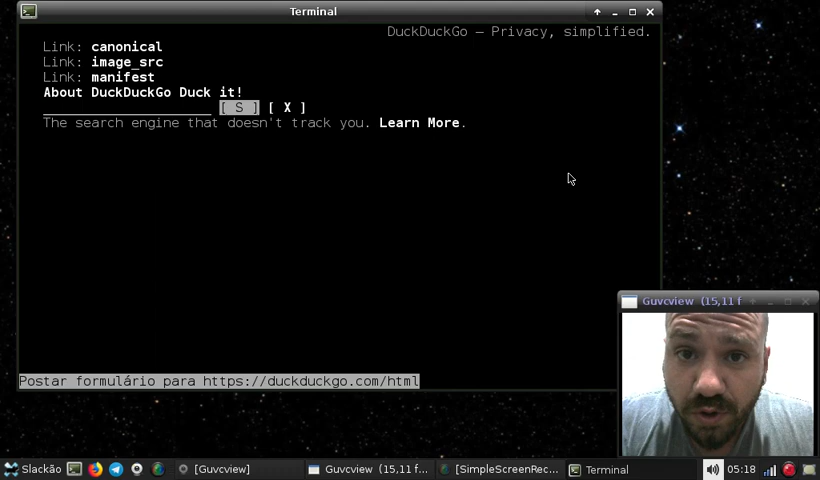 Terminal
DuckDuckGo — Privacy, simplified.
Link: canonical
Link: image_src
Link: manifest
About DuckDuckGo Duck it!
[ S ] [ X ]
The search engine that doesn't track you. Learn More.
Guvcview (15,11 f
Postar formulário para https://duckduckgo.com/html
Slackão [Guvcview] Guvcview (15,11 f... [SimpleScreenRec... Terminal 05:18